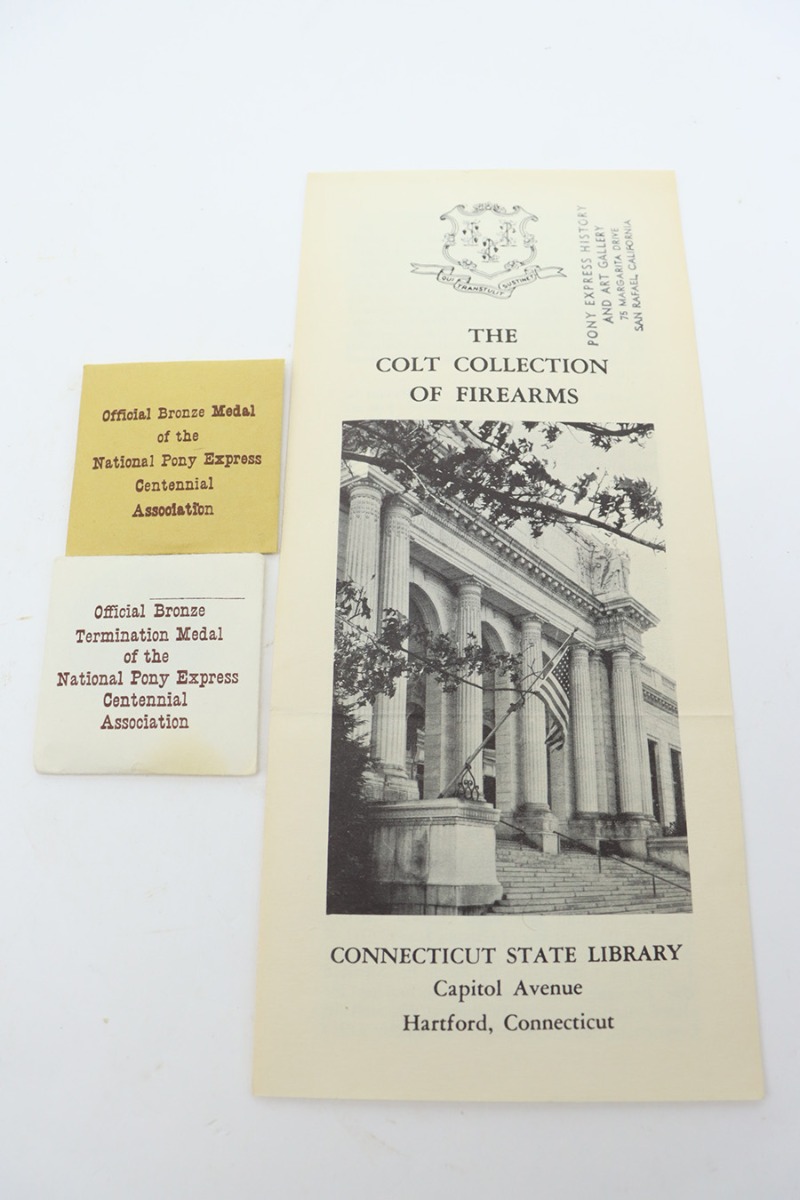 Official Bronze Medal
of the
National Pony Express
Centennial
Association
Official Bronze
Termination Medal
of the
National Pony Express
Centennial
Association
QUI TRANSTULIT SUSTINET
PONY EXPRESS HISTORY
AND ART GALLERY
75 MARGARITA DRIVE
SAN RAFAEL, CALIFORNIA
THE
COLT COLLECTION
OF FIREARMS
CONNECTICUT STATE LIBRARY
Capitol Avenue
Hartford, Connecticut